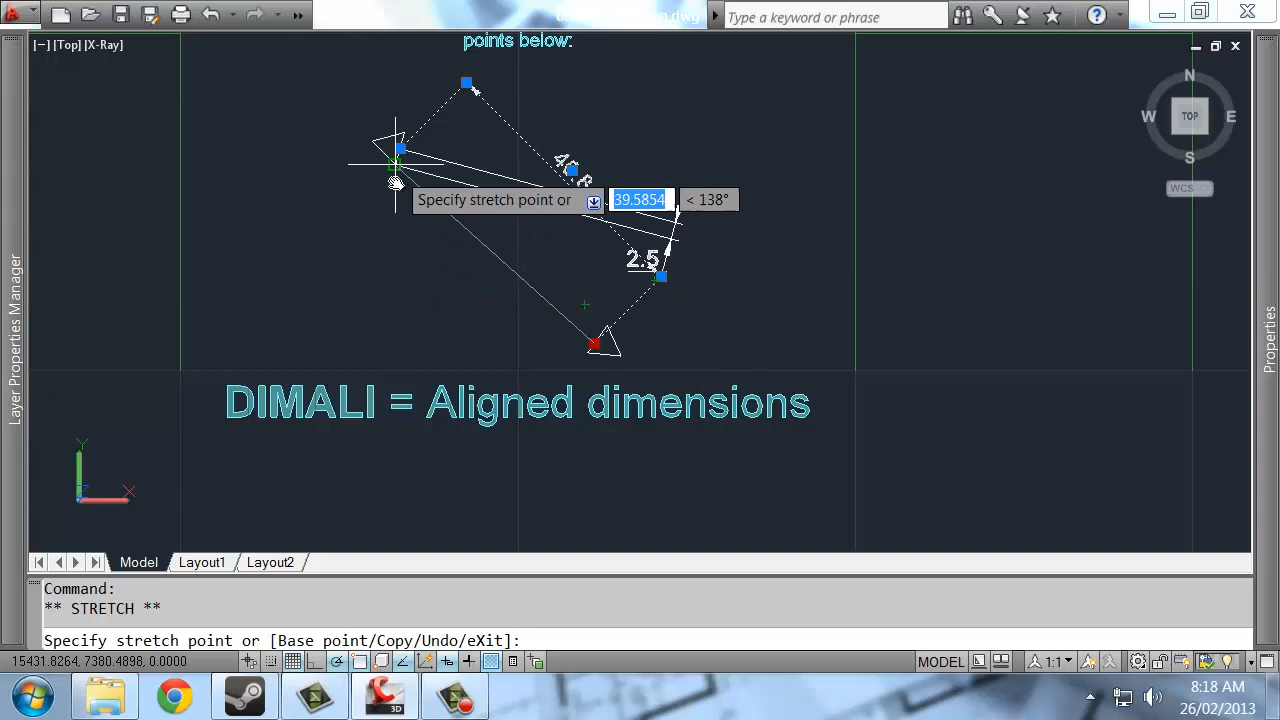 n.dwg
Type a keyword or phrase
[−] [Top] [X-Ray]
points below:
N
W TOP E
S
WCS
Specify stretch point or 39.5854 < 138°
2.5
DIMALI = Aligned dimensions
Layer Properties Manager
Properties
Y
X
Z
Model Layout1 Layout2
Command:
** STRETCH **
Specify stretch point or [Base point/Copy/Undo/eXit]:
15431.8264, 7380.4898, 0.0000 MODEL 1:1
3D
8:18 AM
26/02/2013